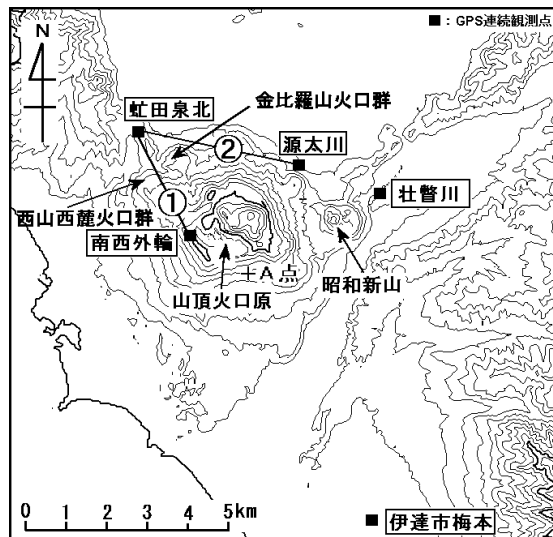 ■：GPS連続観測点
N
金比羅山火口群
虻田泉北
②
源太川
①
壮瞥川
西山西麓火口群
南西外輪
A点
昭和新山
山頂火口原
0 1 2 3 4 5km
伊達市梅本